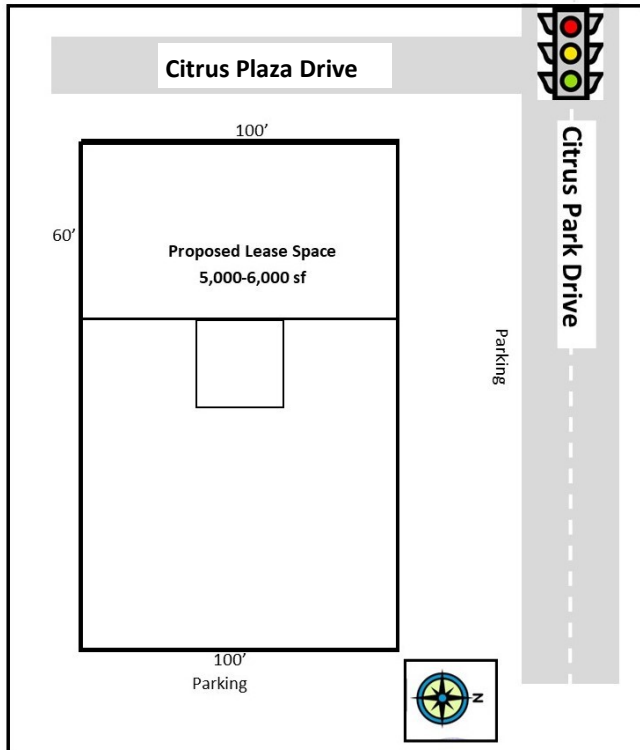 Citrus Plaza Drive
100’
60’
Proposed Lease Space
5,000-6,000 sf
Citrus Park Drive
Parking
100’
Parking
N